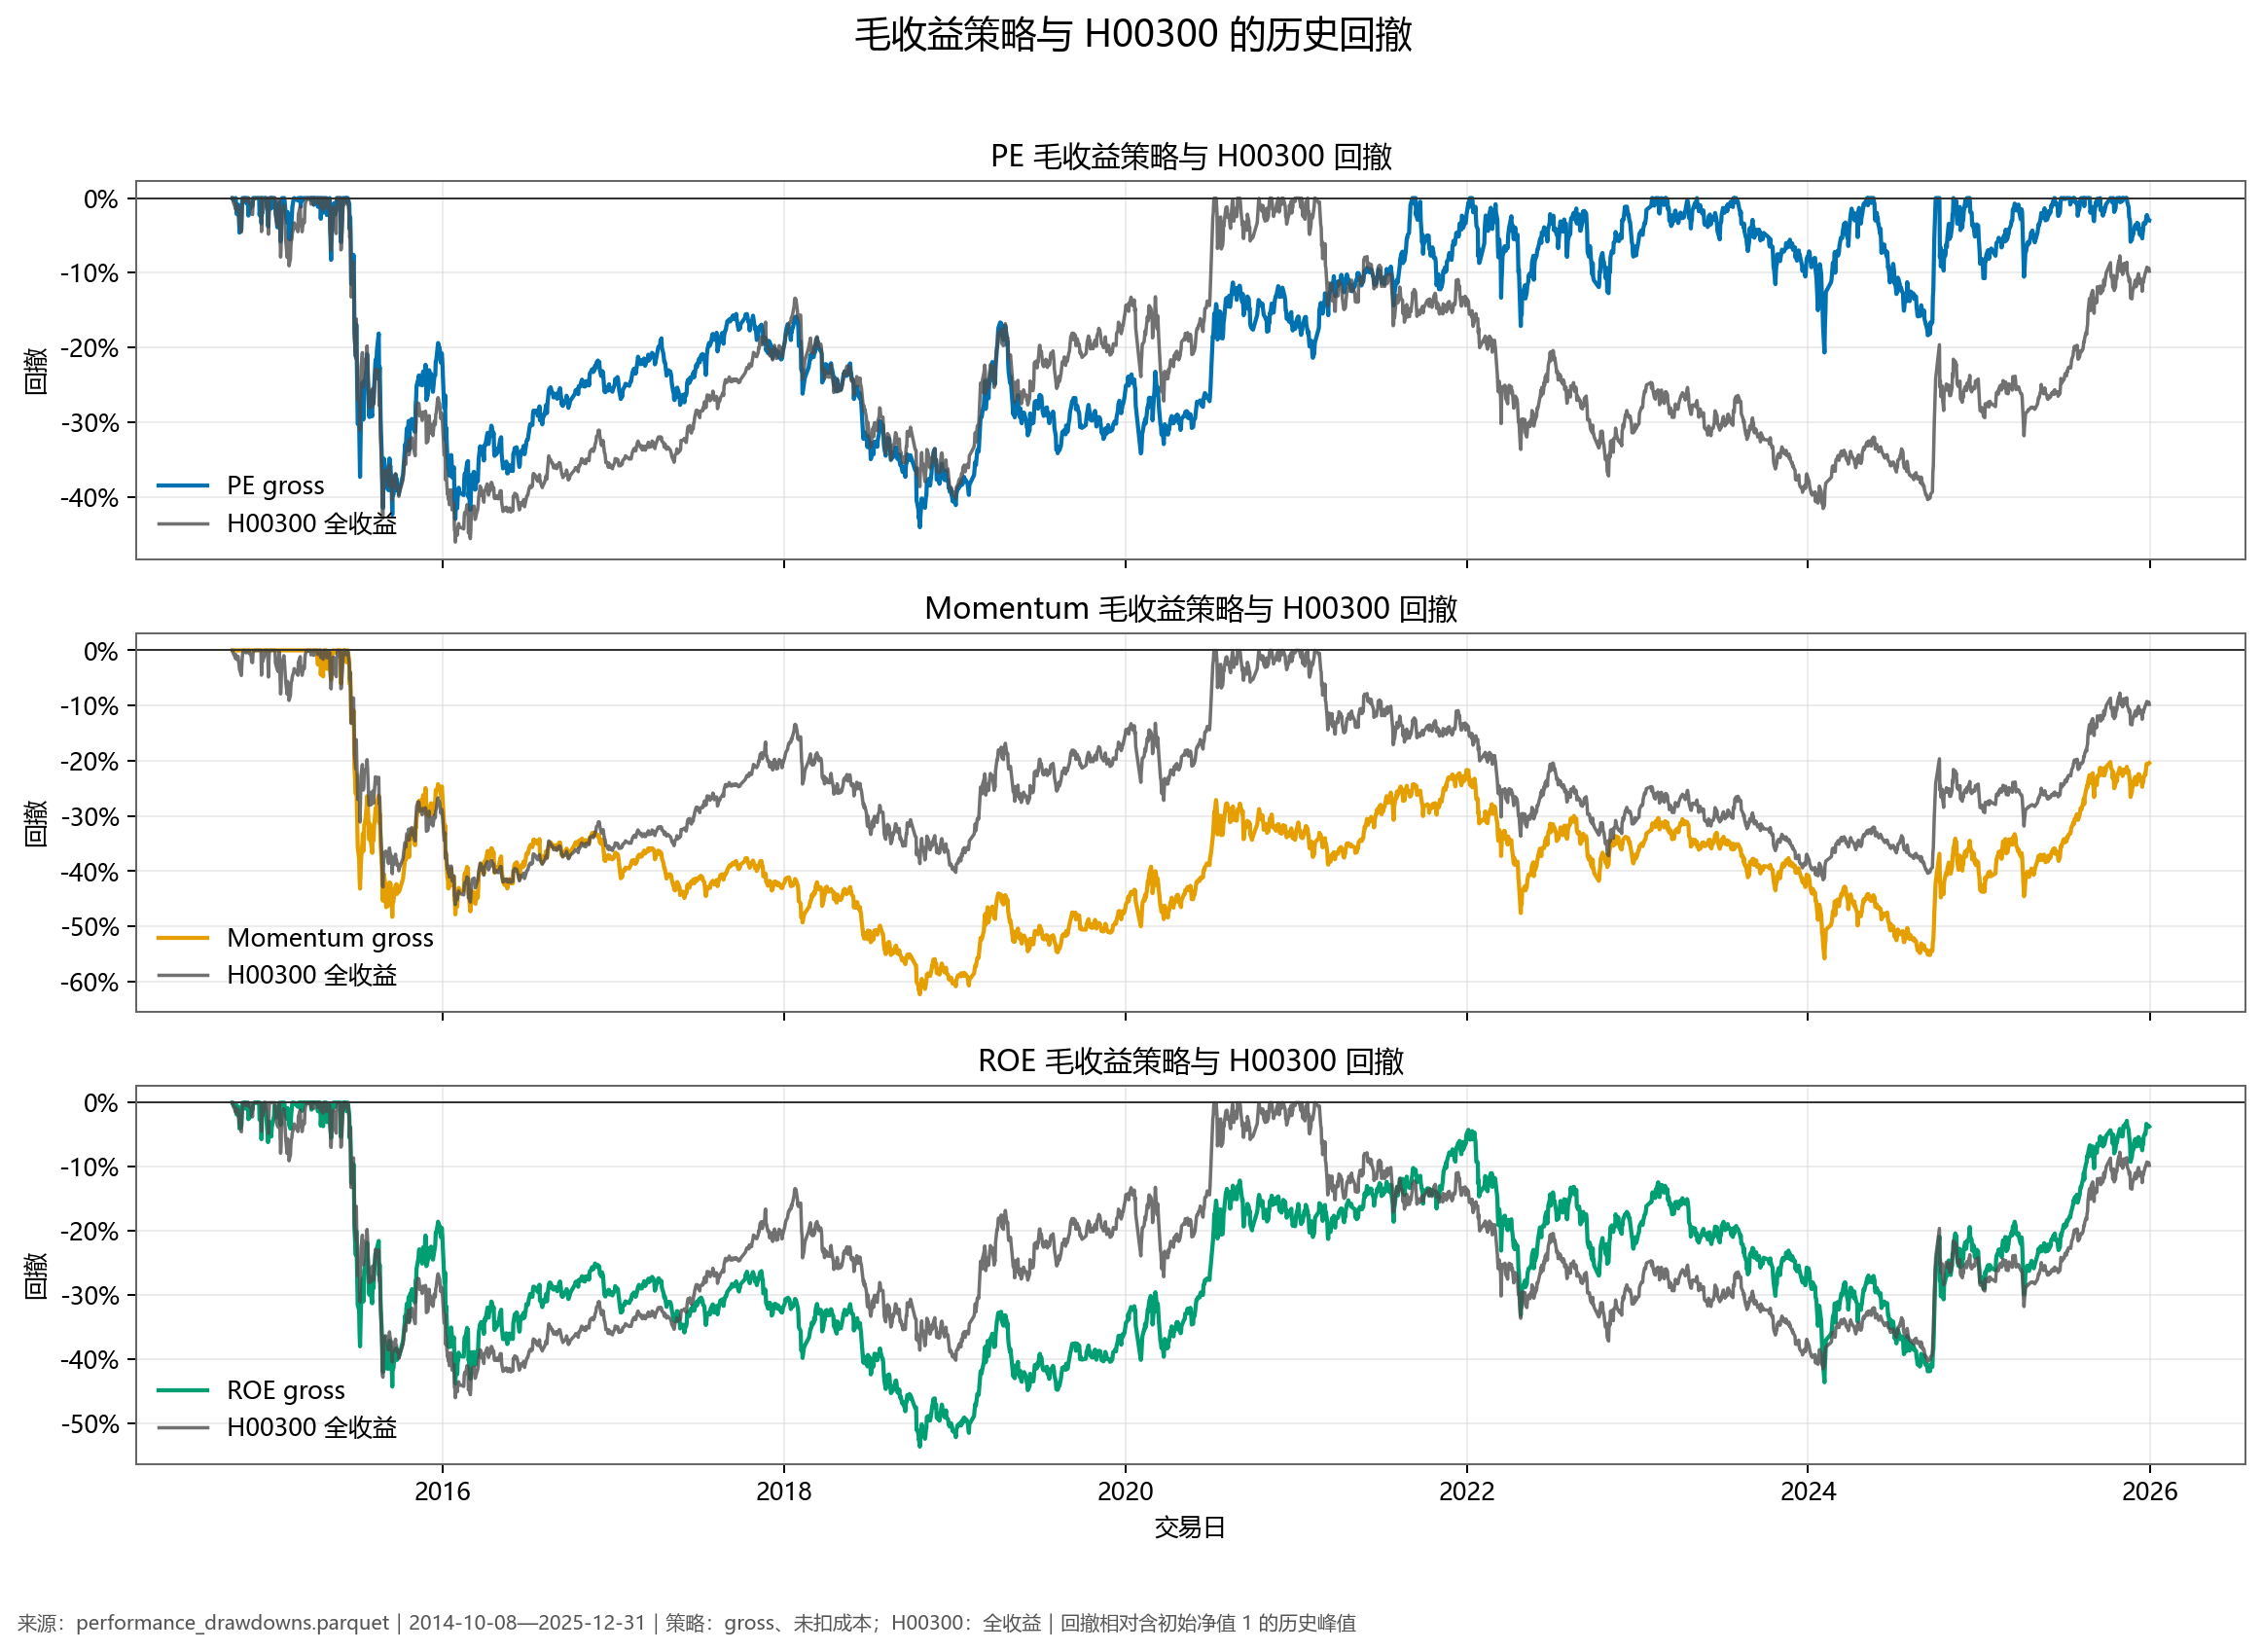 毛收益策略与 H00300 的历史回撤
PE 毛收益策略与 H00300 回撤
0%
-10%
-20%
-30%
-40%
回撤
PE gross
H00300 全收益
Momentum 毛收益策略与 H00300 回撤
0%
-10%
-20%
-30%
-40%
-50%
-60%
回撤
Momentum gross
H00300 全收益
ROE 毛收益策略与 H00300 回撤
0%
-10%
-20%
-30%
-40%
-50%
回撤
ROE gross
H00300 全收益
2016 2018 2020 2022 2024 2026
交易日
来源：performance_drawdowns.parquet | 2014-10-08—2025-12-31 | 策略：gross、未扣成本；H00300：全收益 | 回撤相对含初始净值 1 的历史峰值